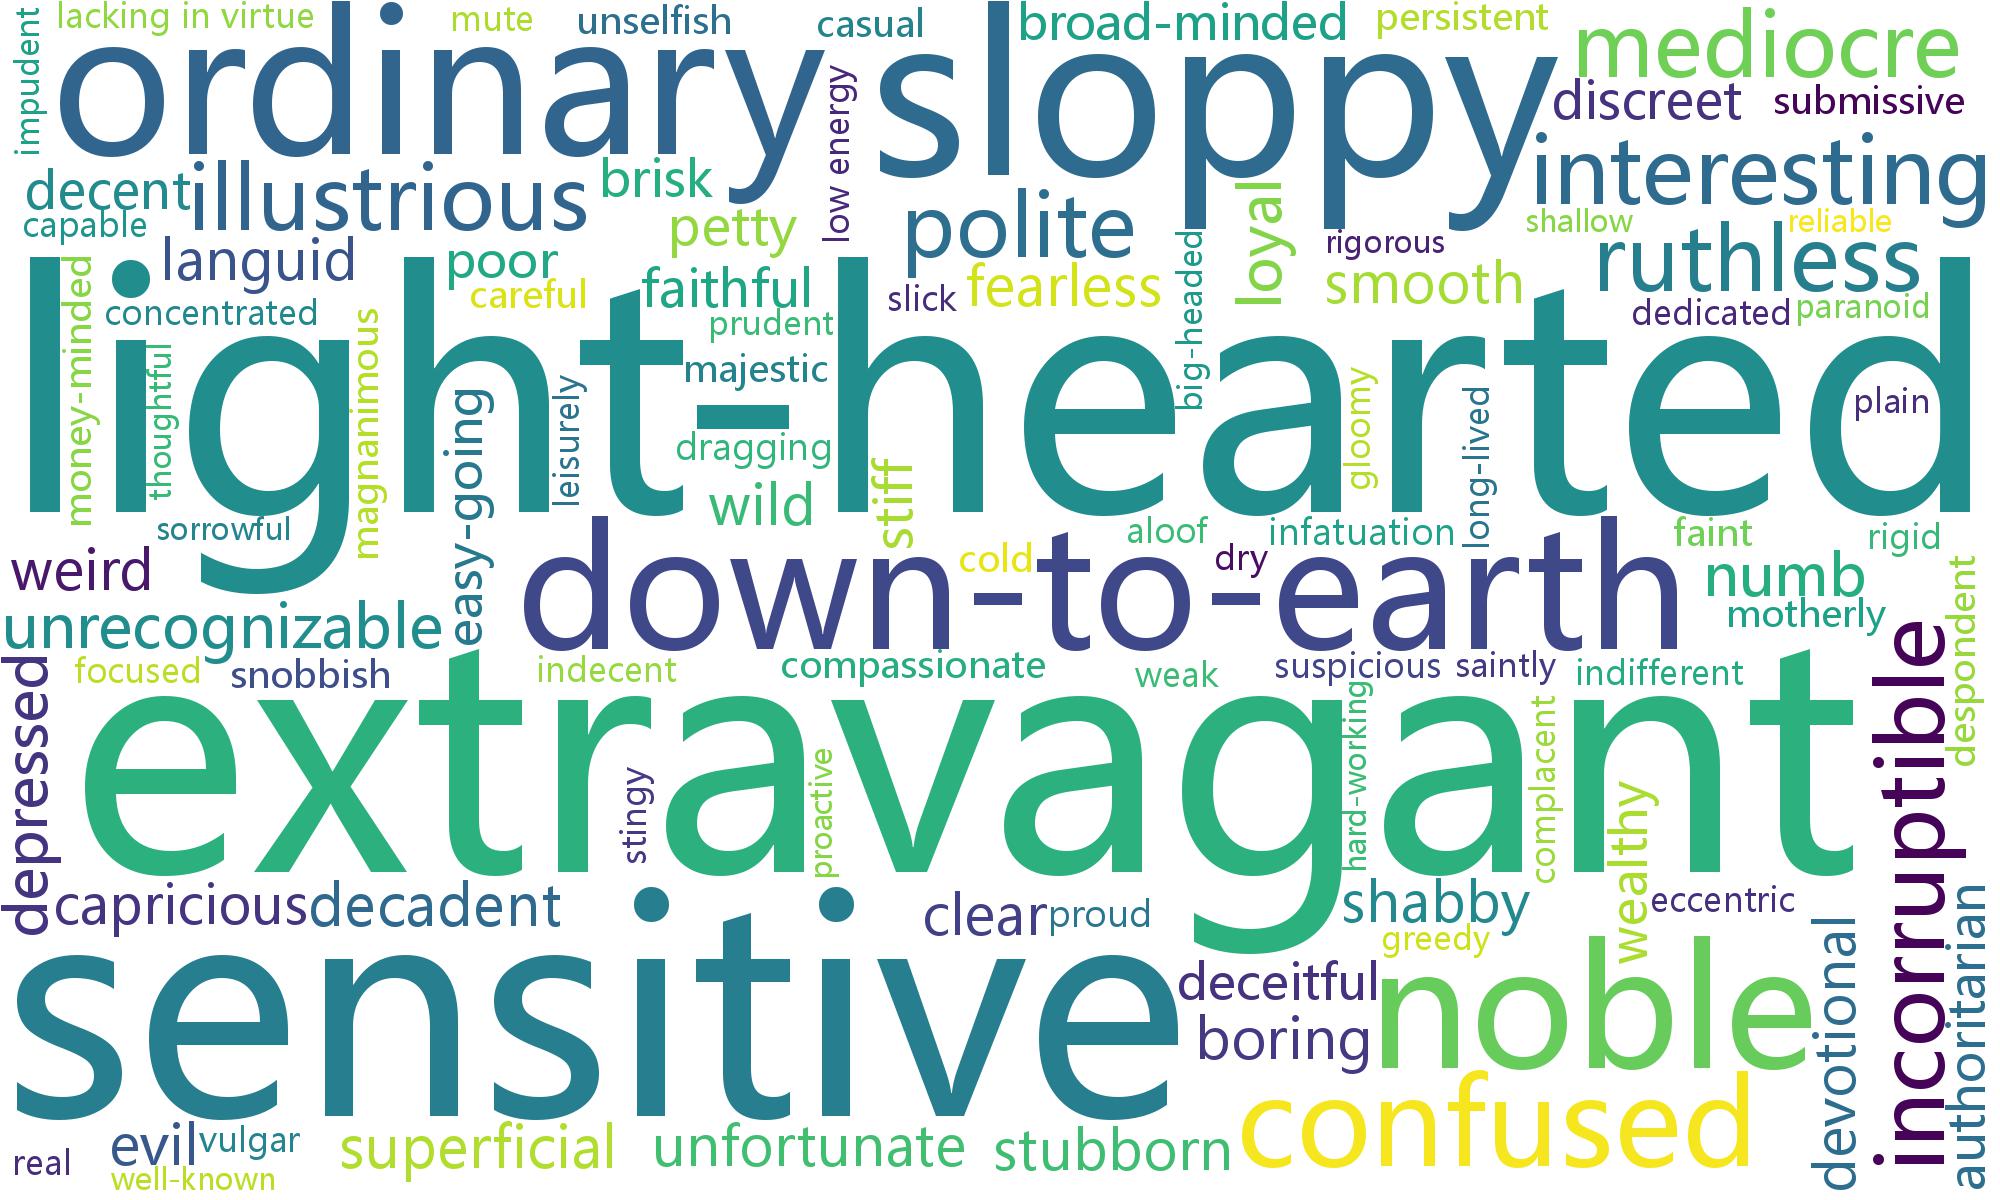 lacking in virtue
mute
unselfish
casual
broad-minded
persistent
mediocre
impudent
ordinary
sloppy
low energy
discreet
submissive
interesting
decent
illustrious
brisk
capable
petty
polite
loyal
shallow
reliable
languid
poor
rigorous
ruthless
careful
faithful
slick
fearless
smooth
big-headed
concentrated
prudent
dedicated
paranoid
light-hearted
money-minded
thoughtful
magnanimous
easy-going
leisurely
majestic
dragging
wild
stiff
gloomy
long-lived
plain
sorrowful
weird
down-to-earth
cold
aloof
dry
infatuation
faint
rigid
numb
motherly
unrecognizable
despondent
incorruptible
focused
snobbish
indecent
compassionate
weak
suspicious
saintly
indifferent
depressed
extravagant
stingy
proactive
hard-working
complacent
wealthy
capricious
decadent
clear
proud
shabby
eccentric
greedy
sensitive
deceitful
noble
boring
devotional
authoritarian
confused
real
evil
vulgar
well-known
superficial
unfortunate
stubborn